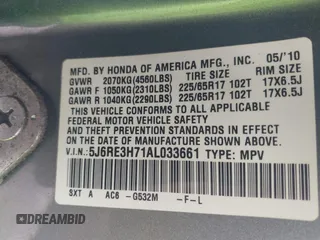 MFD. BY HONDA OF AMERICA MFG., INC. 05/'10
GVWR 2070KG(4560LBS) TIRE SIZE RIM SIZE
GAWR F 1050KG(2310LBS) 225/65R17 102T 17X6.5J
GAWR R 1040KG(2290LBS) 225/65R17 102T 17X6.5J
THIS VEHICLE CONFORMS TO ALL APPLICABLE
FEDERAL MOTOR VEHICLE SAFETY AND
THEFT PREVENTION STANDARDS IN EFFECT ON
THE DATE OF MANUFACTURE SHOWN ABOVE.
V.I.N.: 5J6RE3H71AL033661 TYPE: MPV
SXT A AC6 -G532M -F-L
DREAMBID